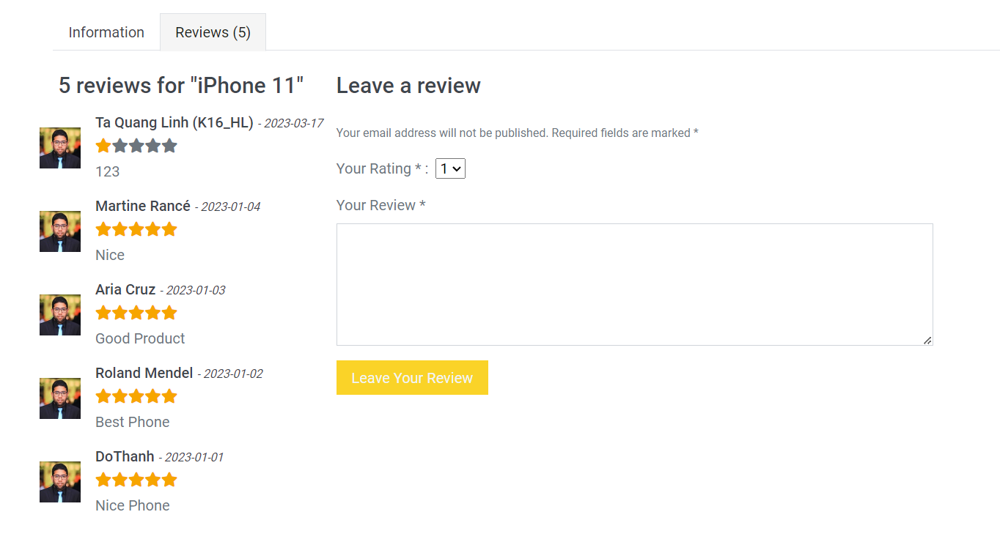 Information
Reviews (5)
5 reviews for "iPhone 11"
Ta Quang Linh (K16_HL) - 2023-03-17
123
Martine Rancé - 2023-01-04
Nice
Aria Cruz - 2023-01-03
Good Product
Roland Mendel - 2023-01-02
Best Phone
DoThanh - 2023-01-01
Nice Phone
Leave a review
Your email address will not be published. Required fields are marked *
Your Rating * : 1
Your Review *
Leave Your Review